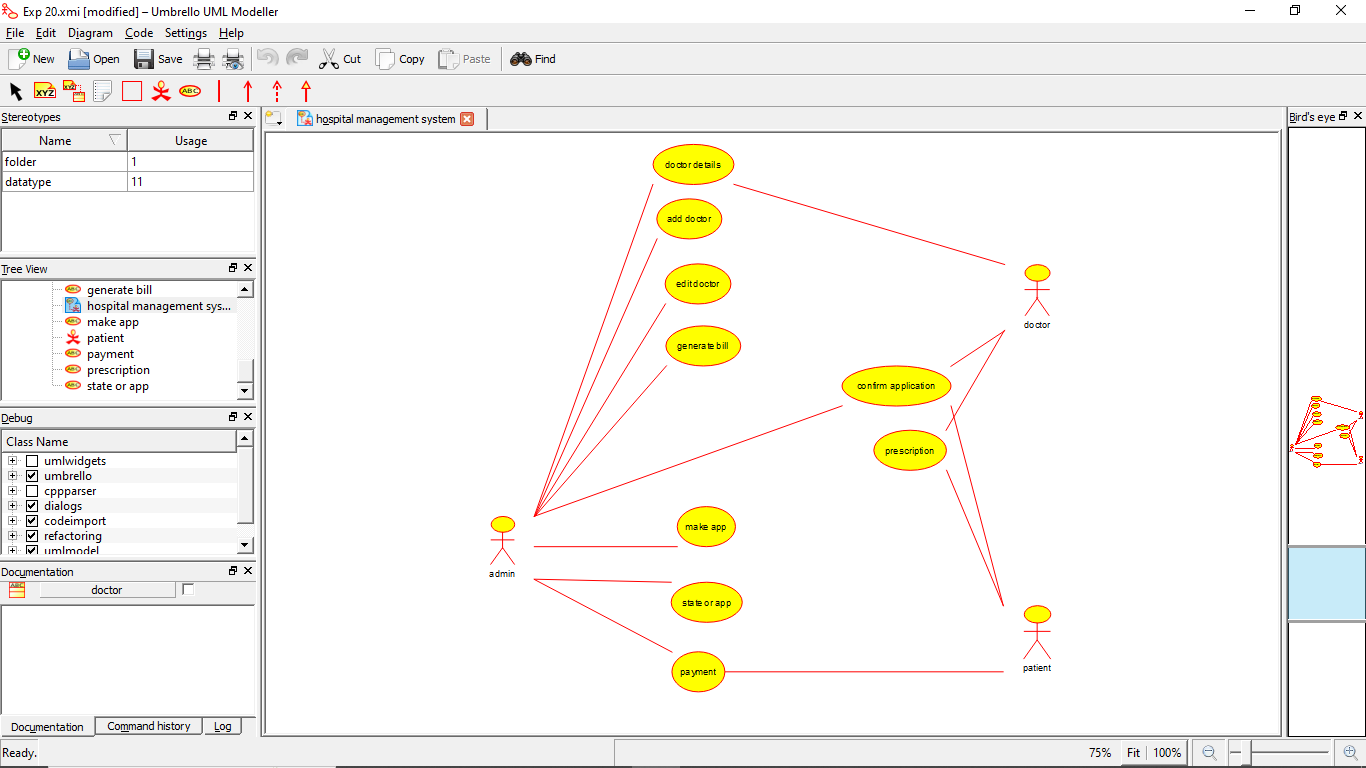 Exp 20.xmi [modified] – Umbrello UML Modeller
File Edit Diagram Code Settings Help
New Open Save Cut Copy Paste Find
XYZ XYZ ABC
Stereotypes
Name Usage
folder 1
datatype 11
Tree View
generate bill
hospital management sys...
make app
patient
payment
prescription
state or app
Debug
Class Name
umlwidgets
umbrello
cppparser
dialogs
codeimport
refactoring
umlmodel
Documentation
ABC doctor
Documentation Command history Log
hospital management system
doctor details
add doctor
edit doctor
generate bill
doctor
confirm application
prescription
make app
admin
state or app
payment
patient
Bird's eye
Ready.
75% Fit 100%